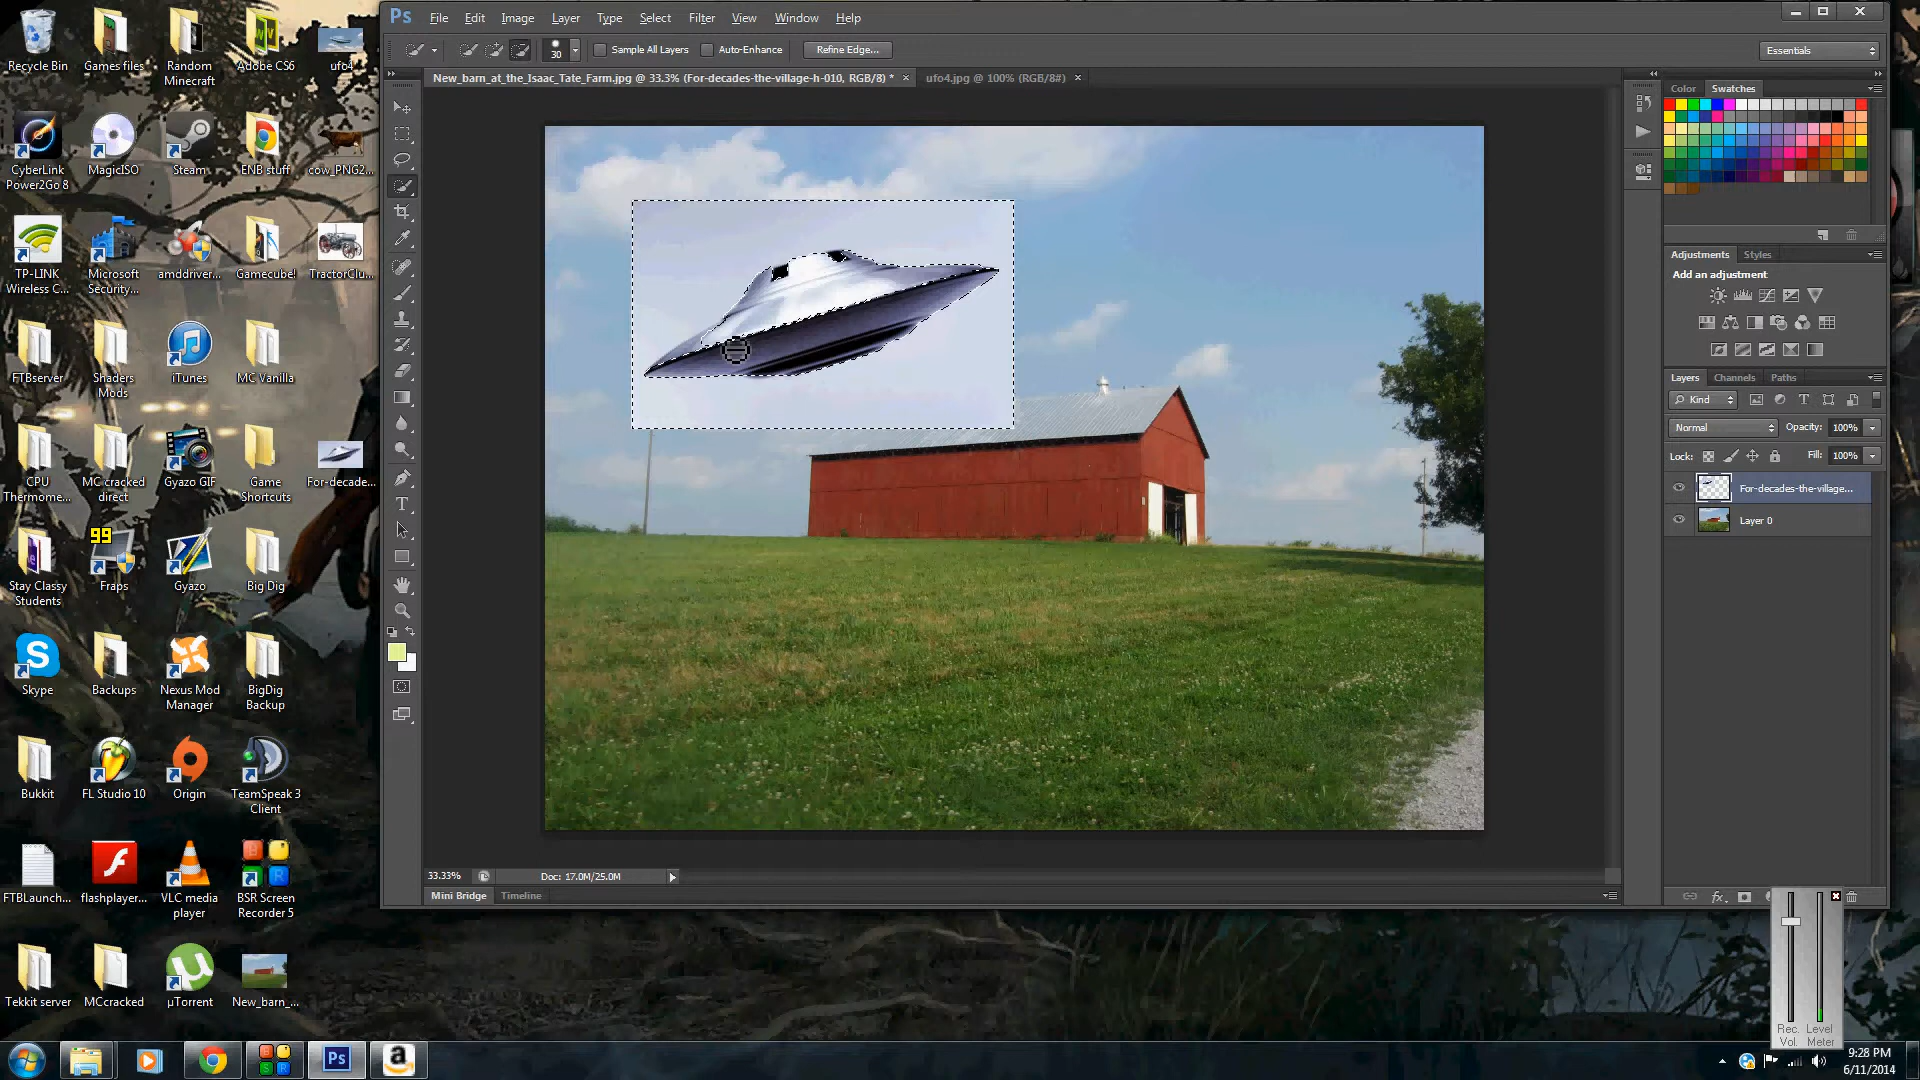 Ps File Edit Image Layer Type Select Filter View Window Help
30 Sample All Layers Auto-Enhance Refine Edge... Essentials
New_barn_at_the_Isaac_Tate_Farm.jpg @ 33.3% (For-decades-the-village-h-010, RGB/8) * ufo4.jpg @ 100% (RGB/8#)
Color Swatches
Adjustments Styles
Add an adjustment
Layers Channels Paths
Kind
Normal Opacity: 100%
Lock: Fill: 100%
For-decades-the-village...
Layer 0
33.33% Doc: 17.0M/25.0M
Mini Bridge Timeline
Recycle Bin
Games files
Random
Minecraft
Adobe CS6
ufo4
CyberLink
Power2Go 8
MagicISO
Steam
ENB stuff
cow_PNG2...
TP-LINK
Wireless C...
Microsoft
Security...
amddriver...
Gamecube!
TractorClu...
FTBserver
Shaders
Mods
iTunes
MC Vanilla
CPU
Thermome...
MC cracked
direct
Gyazo GIF
Game
Shortcuts
For-decade...
99
Stay Classy
Students
Fraps
Gyazo
Big Dig
Skype
Backups
Nexus Mod
Manager
BigDig
Backup
Bukkit
FL Studio 10
Origin
TeamSpeak 3
Client
FTBLaunch...
flashplayer...
VLC media
player
BSR Screen
Recorder 5
Tekkit server
MCcracked
µTorrent
New_barn_...
Rec. Level
Vol. Meter
Ps
9:28 PM
6/11/2014